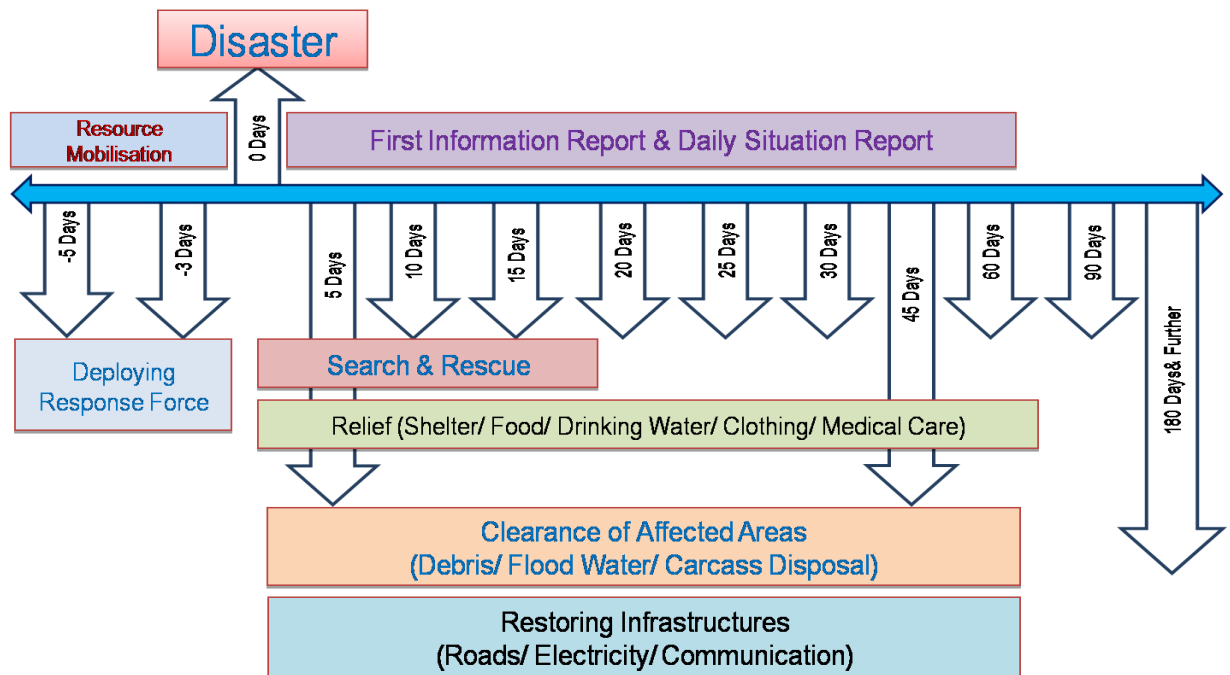 Disaster
Resource
Mobilisation
0 Days
First Information Report & Daily Situation Report
-5 Days
-3 Days
5 Days
10 Days
15 Days
20 Days
25 Days
30 Days
45 Days
60 Days
90 Days
180 Days& Further
Deploying
Response Force
Search & Rescue
Relief (Shelter/ Food/ Drinking Water/ Clothing/ Medical Care)
Clearance of Affected Areas
(Debris/ Flood Water/ Carcass Disposal)
Restoring Infrastructures
(Roads/ Electricity/ Communication)